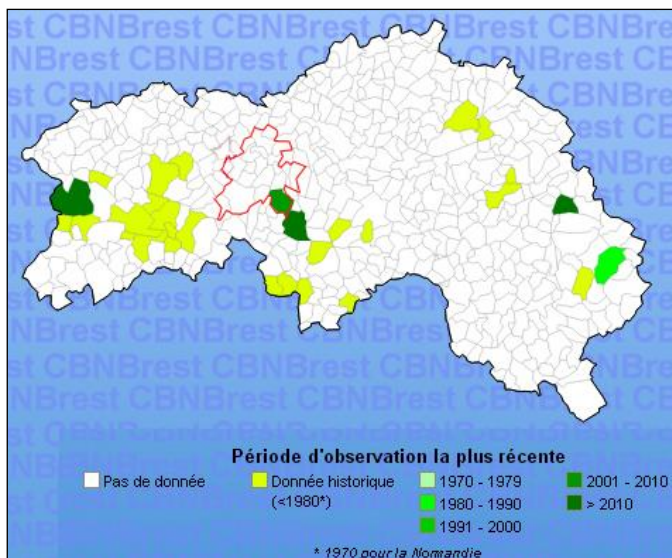 Période d'observation la plus récente
Pas de donnée
Donnée historique
(<1980*)
1970 - 1979
1980 - 1990
1991 - 2000
2001 - 2010
> 2010
* 1970 pour la Normandie
CBNBrest